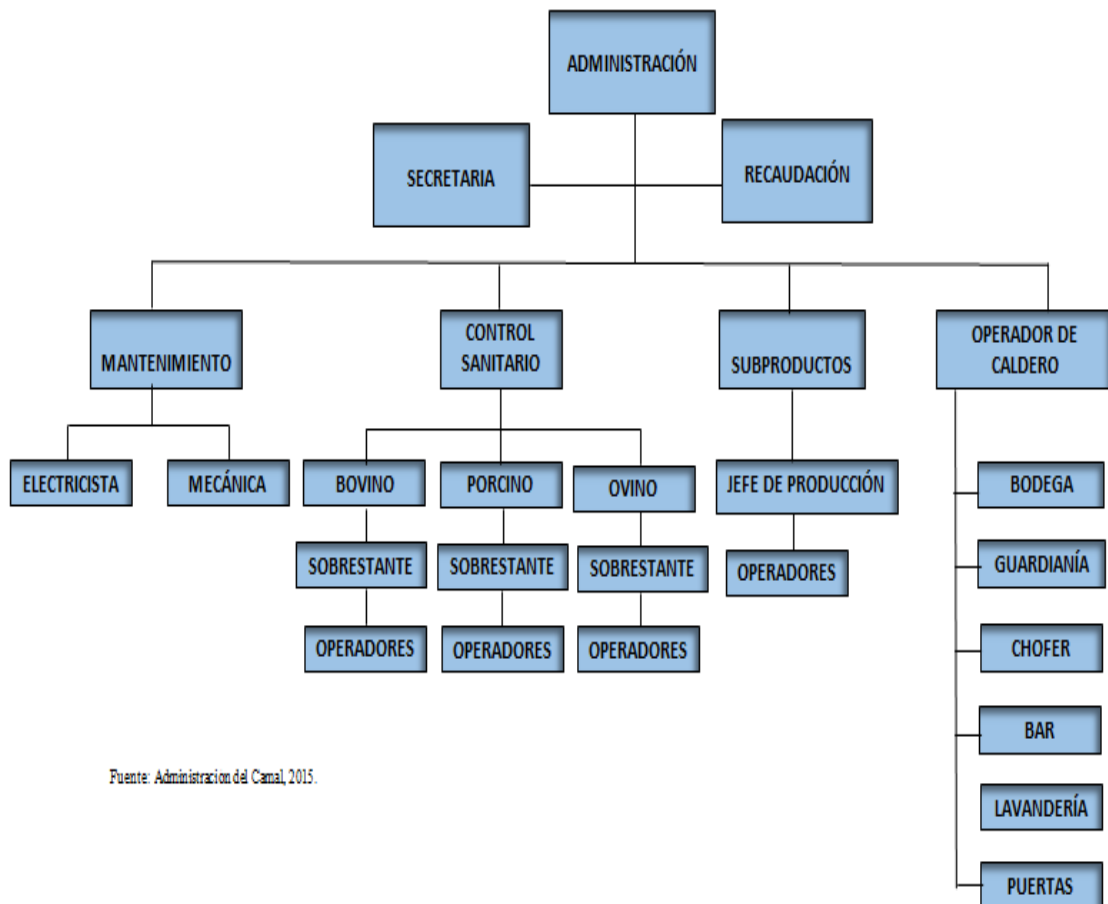 ADMINISTRACIÓN
SECRETARIA
RECAUDACIÓN
MANTENIMIENTO
CONTROL
SANITARIO
SUBPRODUCTOS
OPERADOR DE
CALDERO
ELECTRICISTA
MECÁNICA
BOVINO
PORCINO
OVINO
JEFE DE PRODUCCIÓN
BODEGA
SOBRESTANTE
SOBRESTANTE
SOBRESTANTE
OPERADORES
GUARDIANÍA
OPERADORES
OPERADORES
OPERADORES
CHOFER
BAR
LAVANDERÍA
PUERTAS
Fuente: Administracion del Camal, 2015.